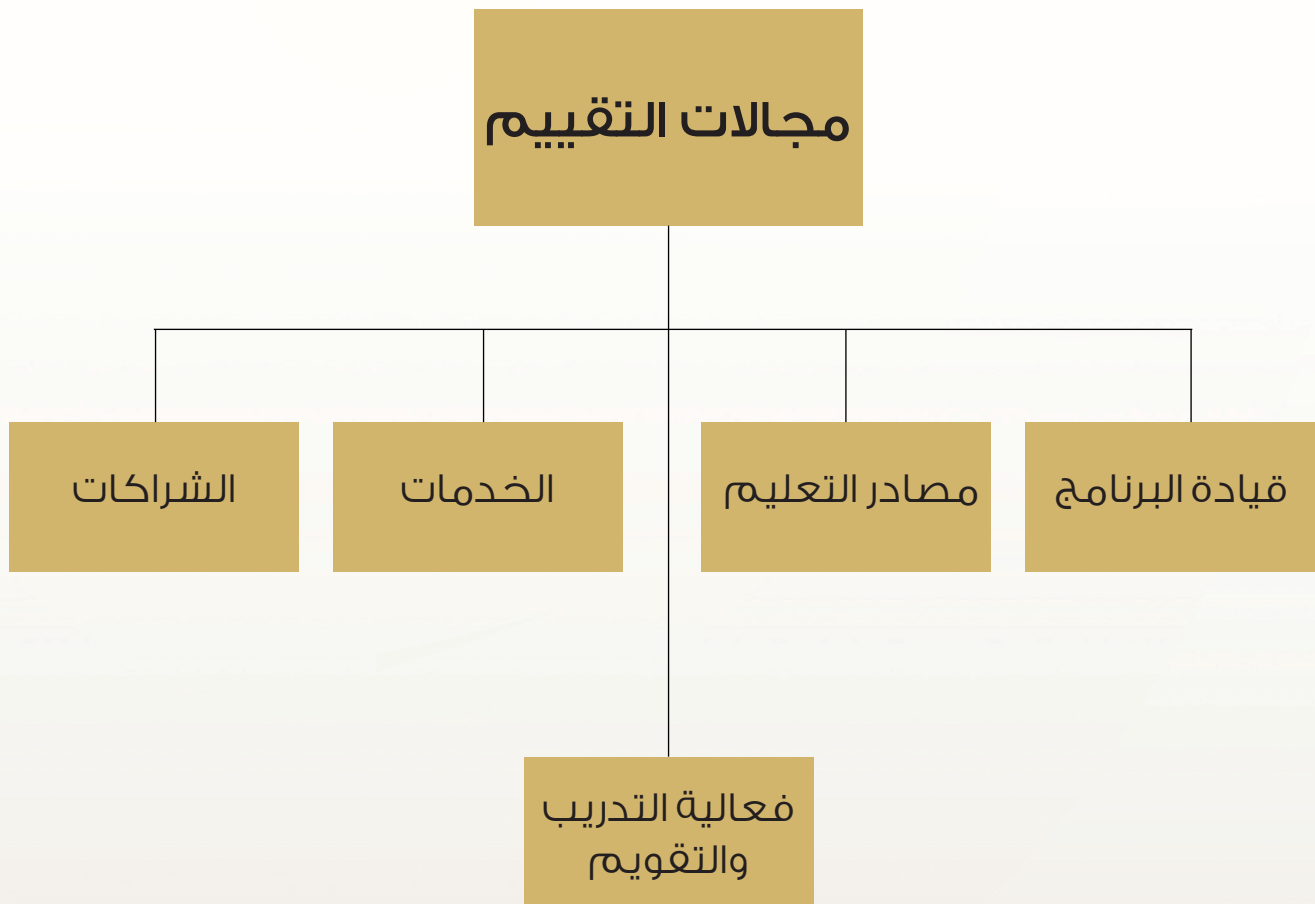 مجالات التقييم
قيادة البرنامج
مصادر التعليم
الخدمات
الشراكات
فعالية التدريب
والتقويم